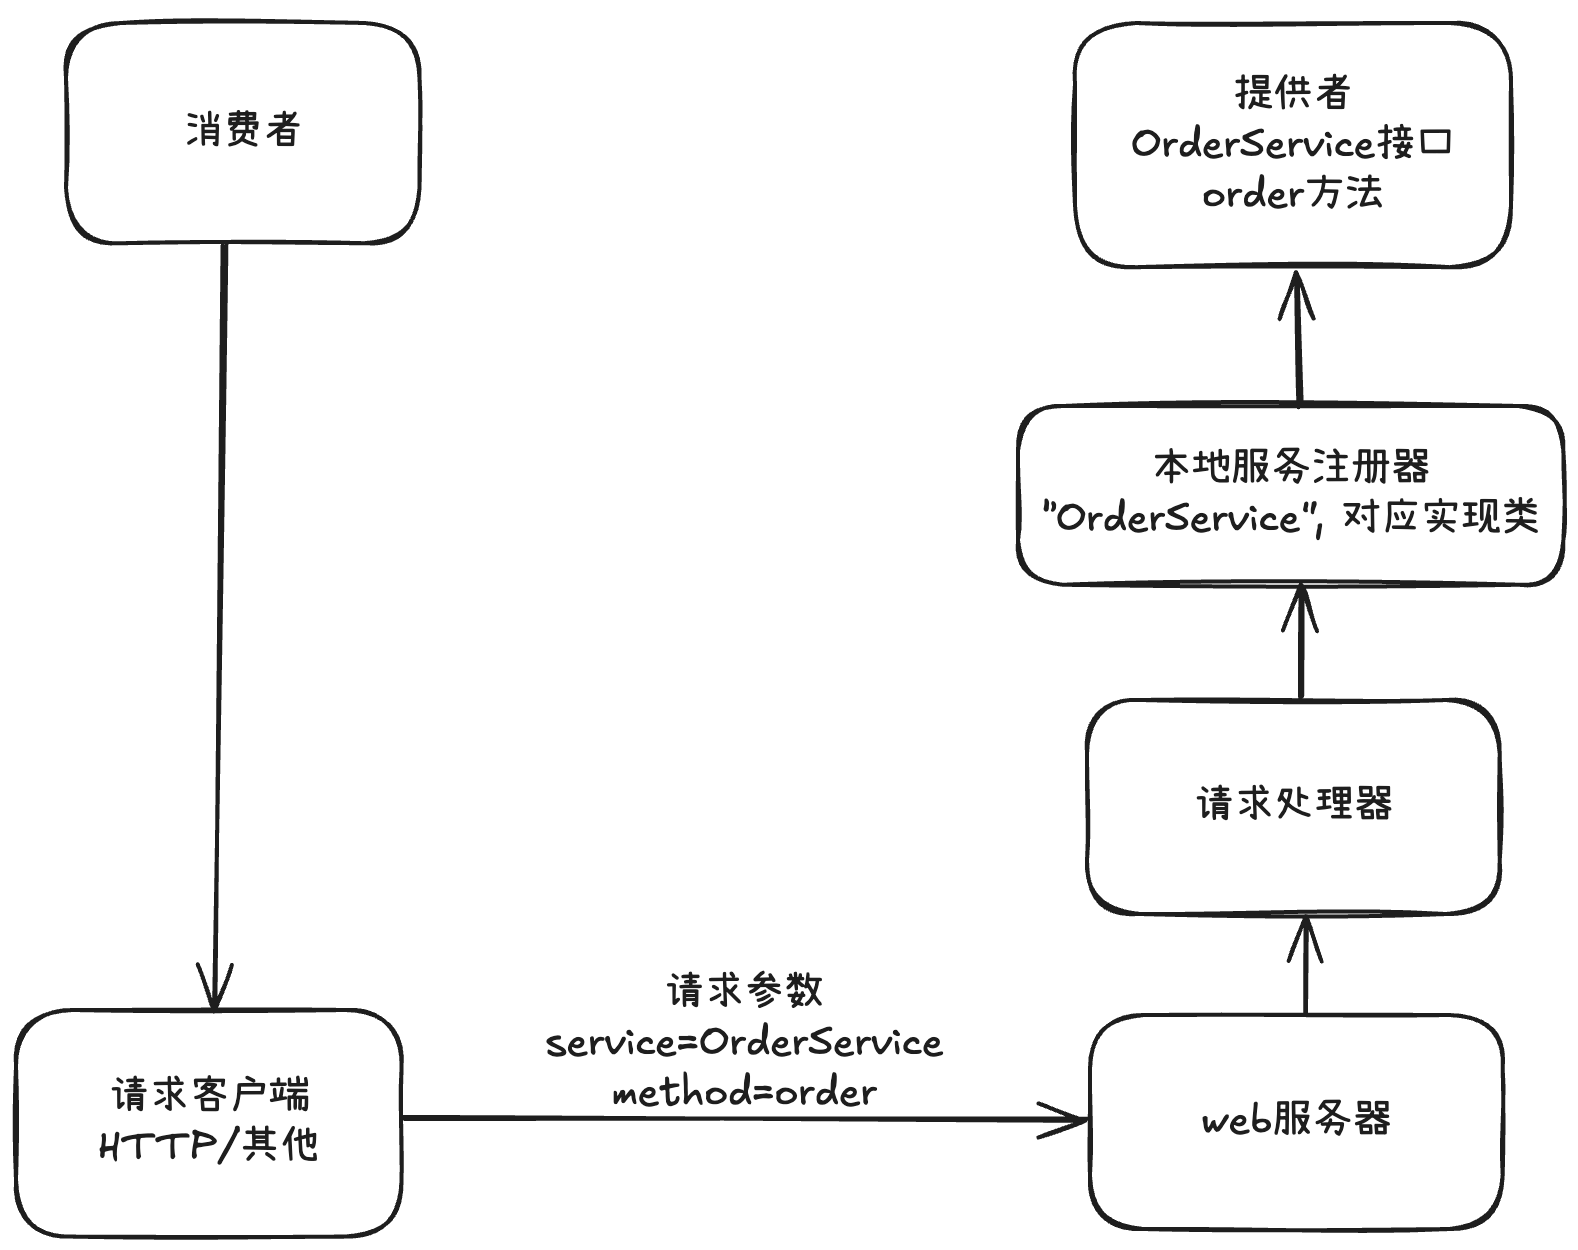 消费者
提供者
OrderService接口
order方法
本地服务注册器
"OrderService", 对应实现类
请求处理器
请求参数
service=OrderService
method=order
请求客户端
HTTP/其他
web服务器